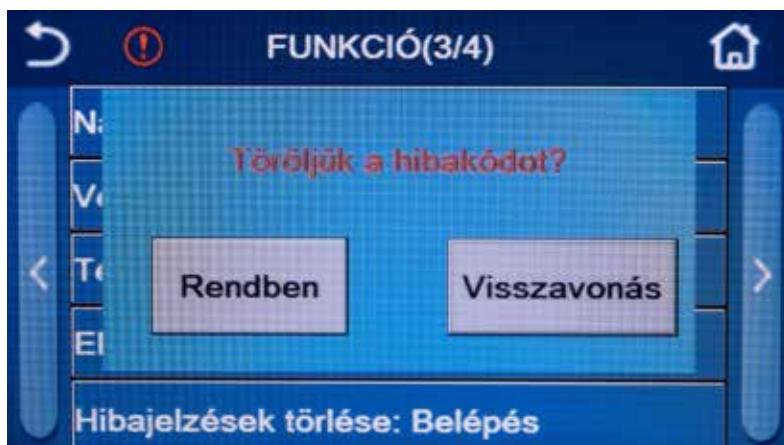 FUNKCIÓ(3/4)
Töröljük a hibakódot?
Rendben
Visszavonás
Hibajelzések törlése: Belépés